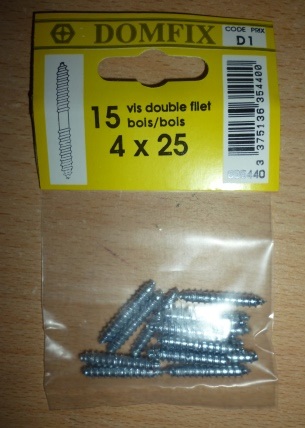 DOMFIX
CODE PRIX
D1
15 vis double filet
bois/bois
4 x 25
3 375136 354400